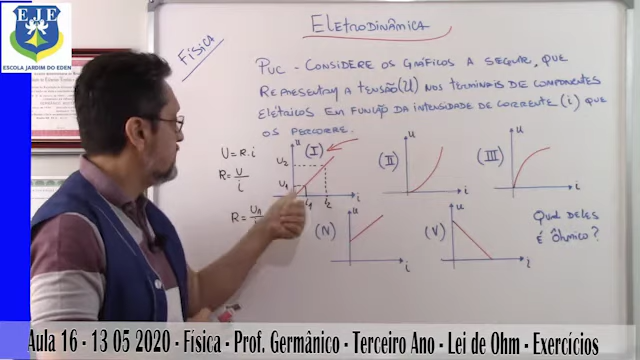 EJE
ESCOLA JARDIM DO EDEN
FÍSICA
ELETRODINÂMICA
PUC - CONSIDERE OS GRÁFICOS A SEGUIR, QUE
REPRESENTAM A TENSÃO (U) NOS TERMINAIS DE COMPONENTES
ELÉTRICOS EM FUNÇÃO DA INTENSIDADE DE CORRENTE (i) QUE
OS PERCORRE.
U = R.i
R = U/i
R = U1
U
(I)
U2
U1
i1
i2
i
U
(II)
i
U
(III)
i
U
(IV)
i
U
(V)
i
QUAL DELES
É ÔHMICO?
Aula 16 - 13 05 2020 - Física - Prof. Germânico - Terceiro Ano - Lei de Ohm - Exercícios